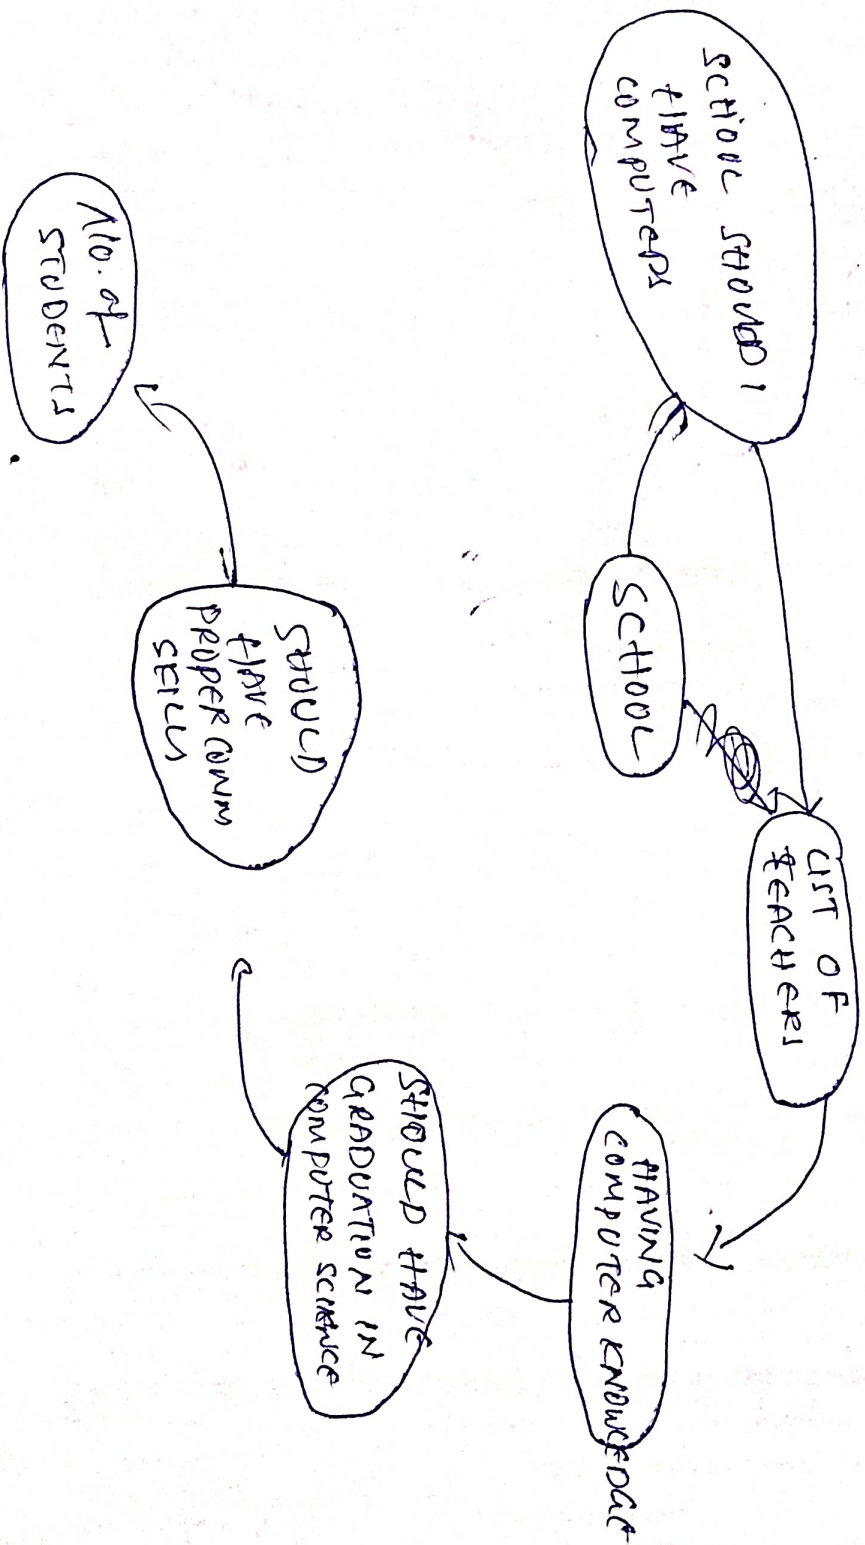 SCHOOL SHOULD
HAVE
COMPUTERS
SCHOOL
LIST OF
TEACHERS
HAVING
COMPUTER KNOWLEDGE
SHOULD HAVE
GRADUATION IN
COMPUTER SCIANCE
SHOULD
HAVE
PROPER COMM
SKILLS
No. of
STUDENTS